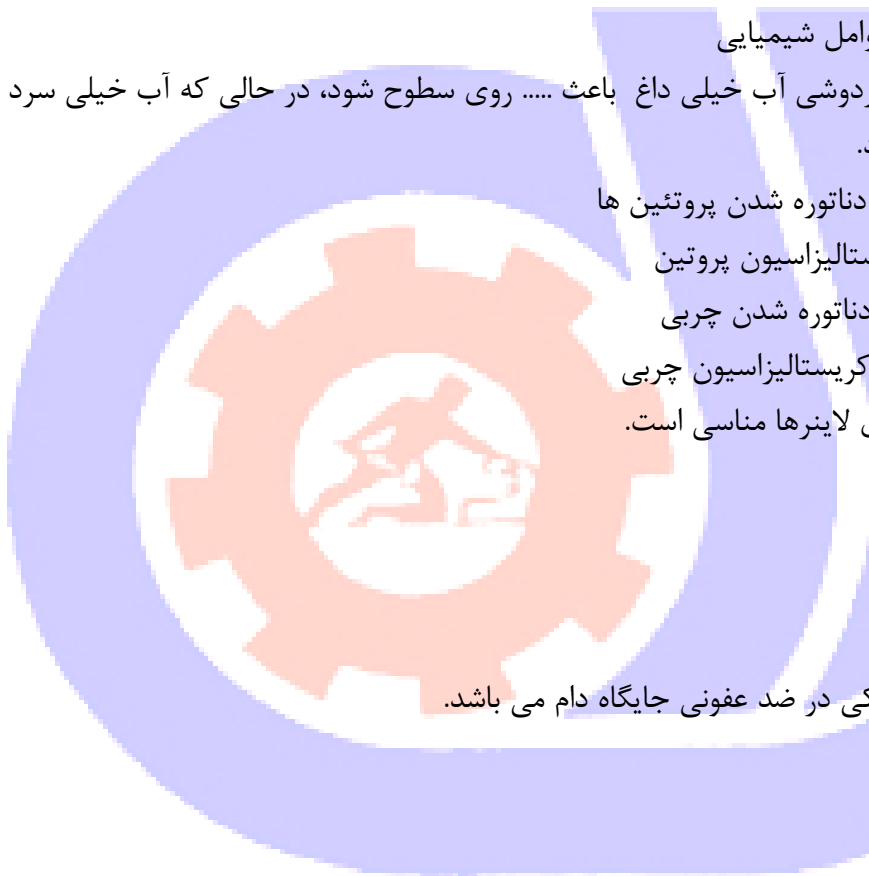 وامل شیمیایی
ردوشی آب خیلی داغ باعث ..... روی سطوح شود، در حالی که آب خیلی سرد
د.
دناتوره شدن پروتئین ها
ستالیزاسیون پروتین
دناتوره شدن چربی
کریستالیزاسیون چربی
ی لاینرها مناسی است.
کی در ضد عفونی جایگاه دام می باشد.